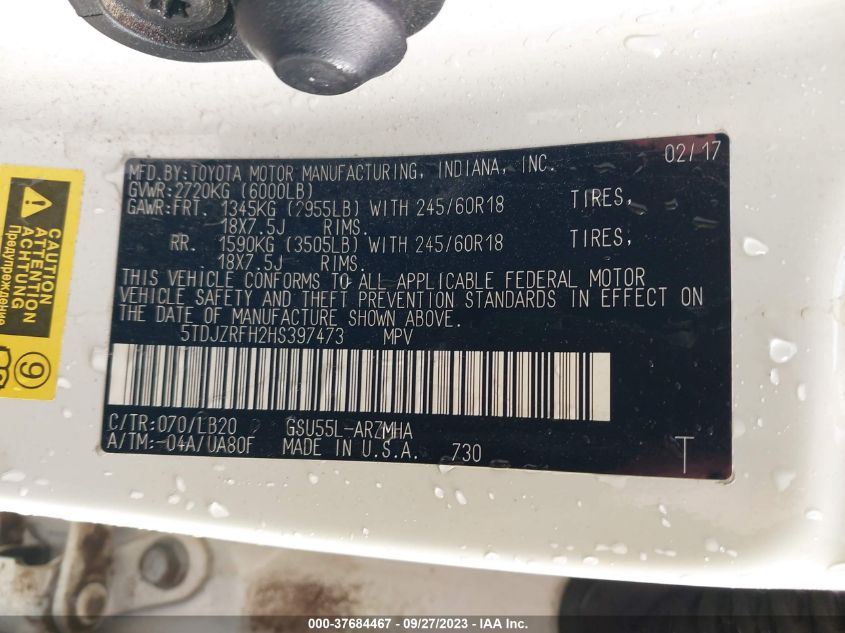 MFD.BY:TOYOTA MOTOR MANUFACTURING, INDIANA, INC. 02/17
GVWR:2720KG (6000LB)
GAWR:FRT. 1345KG (2955LB) WITH 245/60R18 TIRES,
18X7.5J RIMS.
RR. 1590KG (3505LB) WITH 245/60R18 TIRES,
18X7.5J RIMS.
THIS VEHICLE CONFORMS TO ALL APPLICABLE FEDERAL MOTOR
VEHICLE SAFETY AND THEFT PREVENTION STANDARDS IN EFFECT ON
THE DATE OF MANUFACTURE SHOWN ABOVE.
5TDJZRFH2HS397473 MPV
C/TR:070/LB20 GSU55L-ARZMHA
A/TM:-04A/UA80F MADE IN U.S.A. 730 T
CAUTION
ATTENTION
ACHTUNG
Предупреждение
9
000-37684467 - 09/27/2023 - IAA Inc.